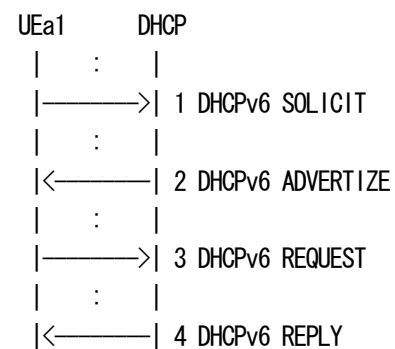 UEa1 DHCP
| : |
|————>| 1 DHCPv6 SOLICIT
| : |
|<————| 2 DHCPv6 ADVERTIZE
| : |
|————>| 3 DHCPv6 REQUEST
| : |
|<————| 4 DHCPv6 REPLY